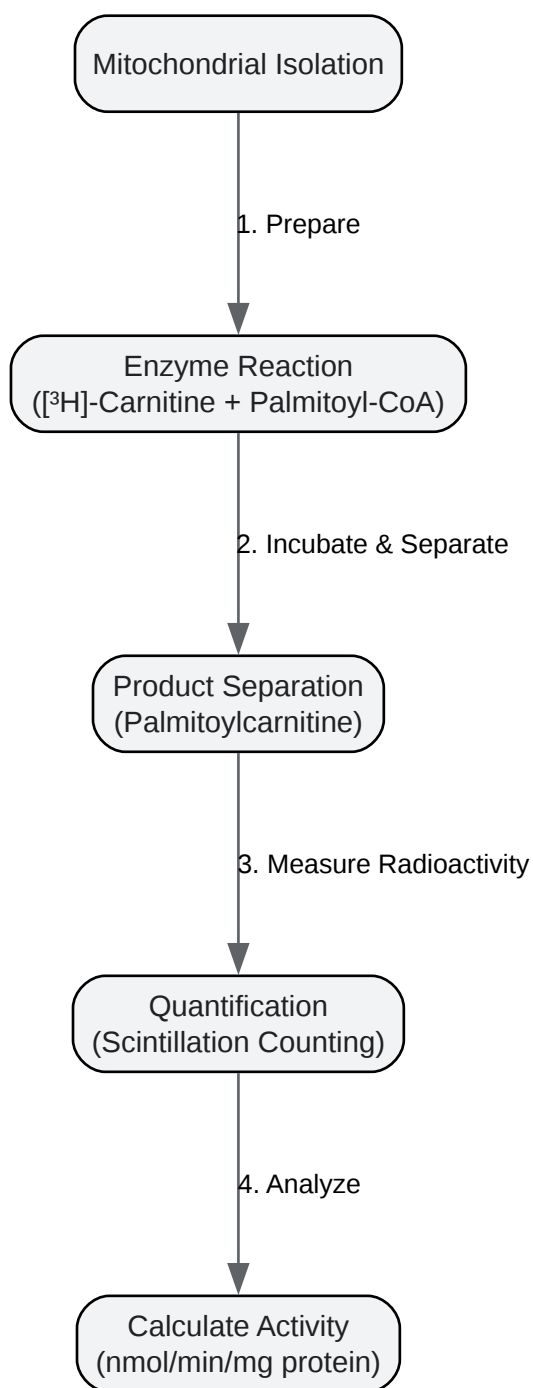 Mitochondrial Isolation
1. Prepare
Enzyme Reaction
([³H]-Carnitine + Palmitoyl-CoA)
2. Incubate & Separate
Product Separation
(Palmitoylcarnitine)
3. Measure Radioactivity
Quantification
(Scintillation Counting)
4. Analyze
Calculate Activity
(nmol/min/mg protein)